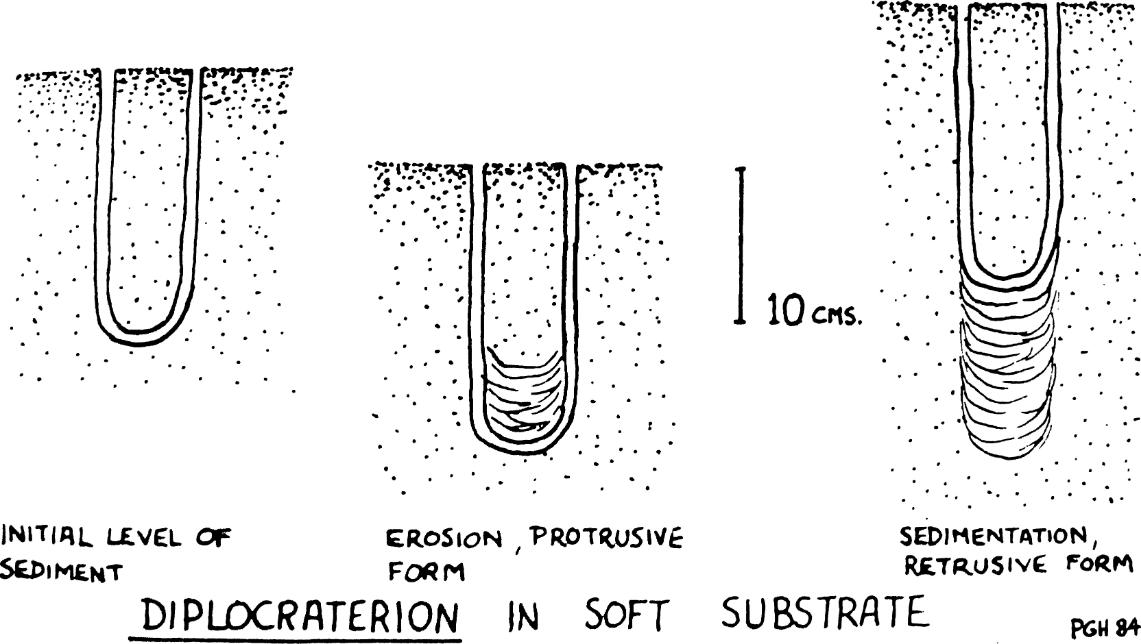 10 CMS.
INITIAL LEVEL OF
SEDIMENT
EROSION, PROTRUSIVE
FORM
SEDIMENTATION,
RETRUSIVE FORM
DIPLOCRATERION IN SOFT SUBSTRATE
PGH 84